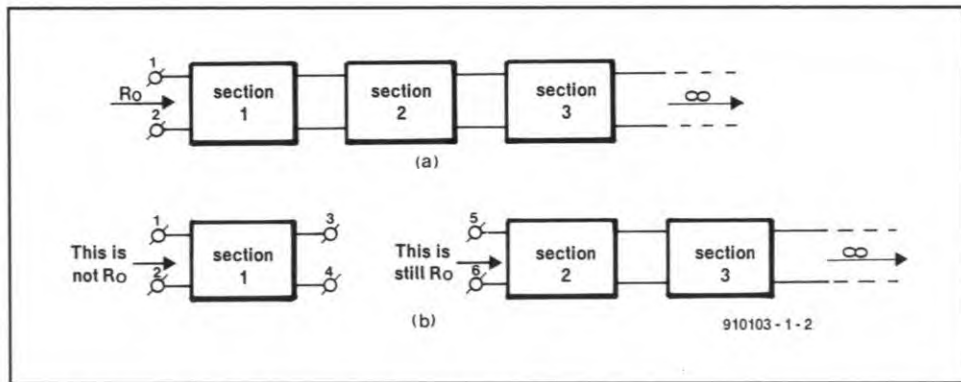 1
Ro
2
section
1
section
2
section
3
∞
(a)
1
This is
not Ro
2
section
1
3
4
5
This is
still Ro
6
section
2
section
3
∞
(b)
910103 - 1 - 2